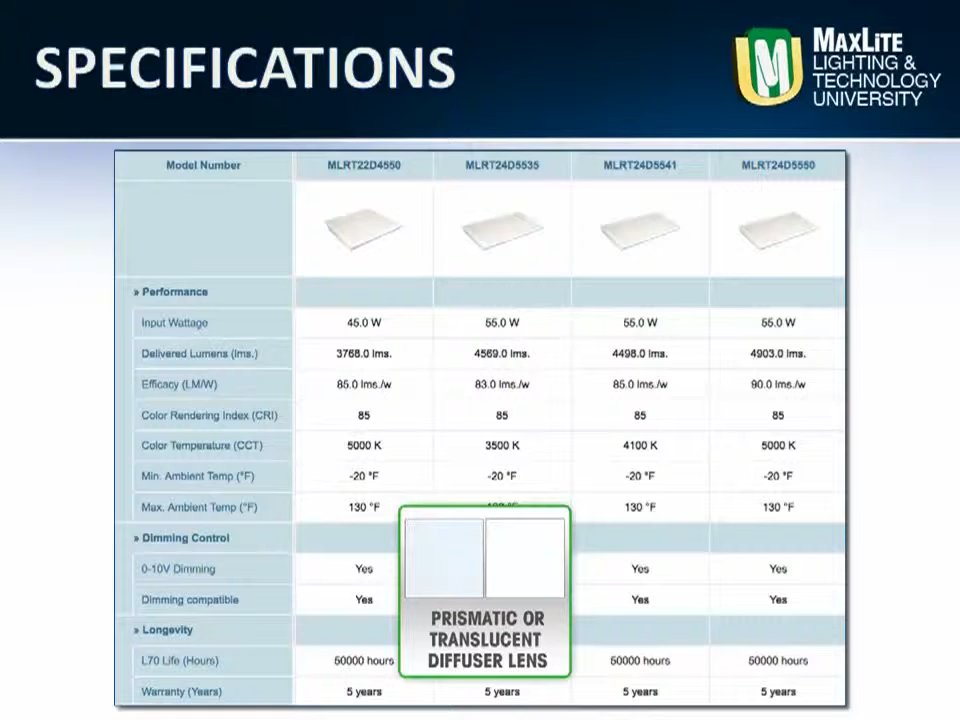 SPECIFICATIONS
MAXLITE
LIGHTING &
TECHNOLOGY
UNIVERSITY
Model Number MLRT22D4550 MLRT24D5535 MLRT24D5541 MLRT24D5550
» Performance
Input Wattage 45.0 W 55.0 W 55.0 W 55.0 W
Delivered Lumens (lms.) 3768.0 lms. 4569.0 lms. 4498.0 lms. 4903.0 lms.
Efficacy (LM/W) 85.0 lms./w 83.0 lms./w 85.0 lms./w 90.0 lms./w
Color Rendering Index (CRI) 85 85 85 85
Color Temperature (CCT) 5000 K 3500 K 4100 K 5000 K
Min. Ambient Temp (°F) -20 °F -20 °F -20 °F -20 °F
Max. Ambient Temp (°F) 130 °F 130 °F 130 °F
» Dimming Control
0-10V Dimming Yes Yes Yes
Dimming compatible Yes Yes Yes
» Longevity
L70 Life (Hours) 50000 hours 50000 hours 50000 hours
Warranty (Years) 5 years 5 years 5 years 5 years
PRISMATIC OR
TRANSLUCENT
DIFFUSER LENS